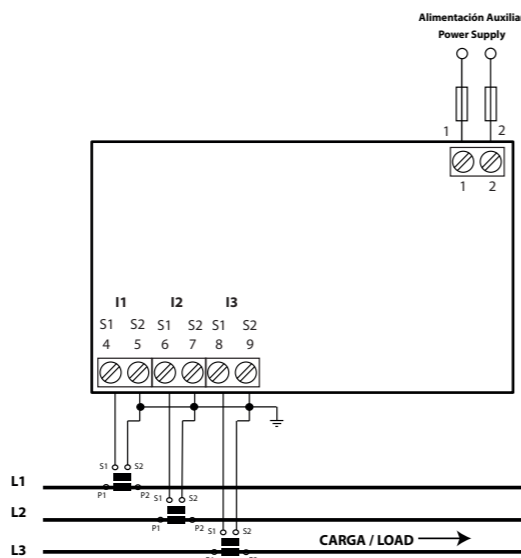 Alimentación Auxiliar
Power Supply
1 2
1 2
I1 I2 I3
S1 S2 S1 S2 S1 S2
4 5 6 7 8 9
S1 S2
L1
P1 P2
S1 S2
L2
P1 P2
S1 S2
CARGA / LOAD
L3